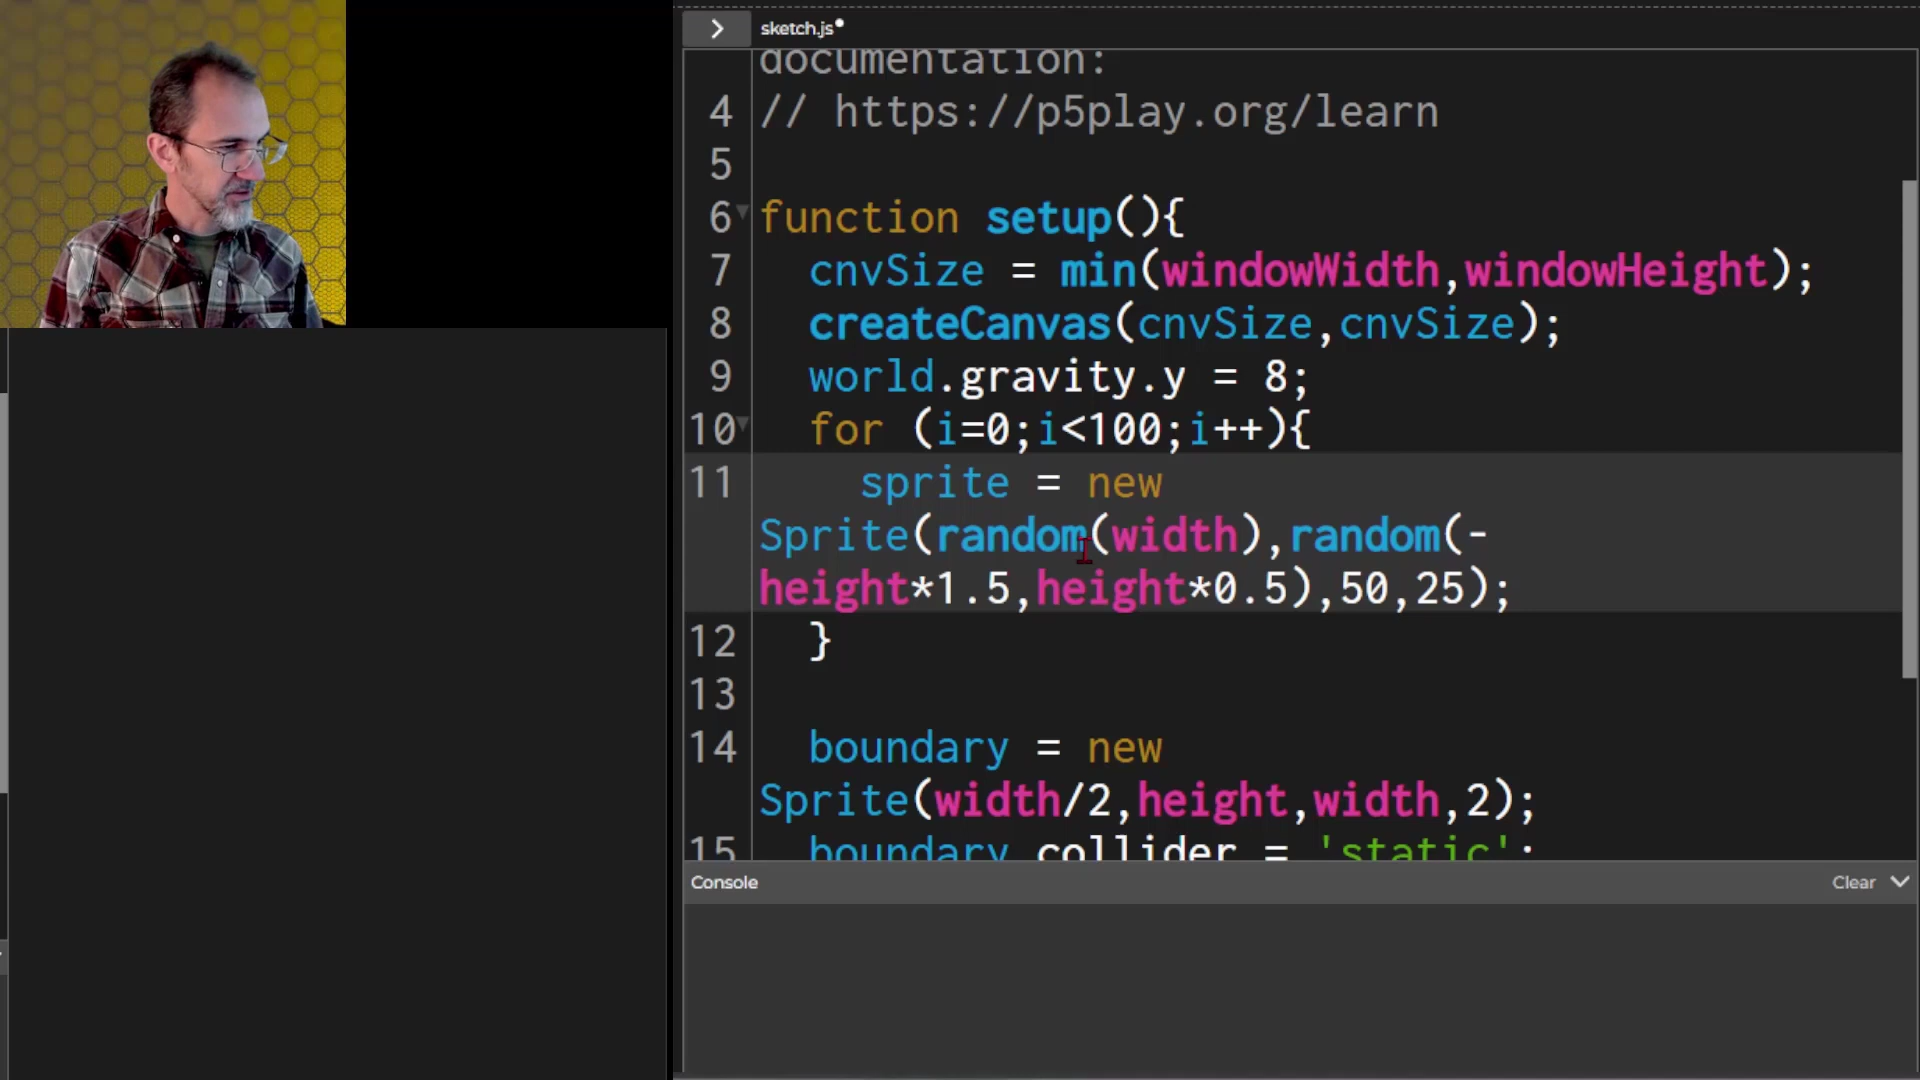 sketch.js
documentation:
4 // https://p5play.org/learn
5
6 function setup(){
7 cnvSize = min(windowWidth,windowHeight);
8 createCanvas(cnvSize,cnvSize);
9 world.gravity.y = 8;
10 for (i=0;i<100;i++){
11 sprite = new
Sprite(random(width),random(-
height*1.5,height*0.5),50,25);
12 }
13
14 boundary = new
Sprite(width/2,height,width,2);
15 boundary.collider = 'static';
Console
Clear